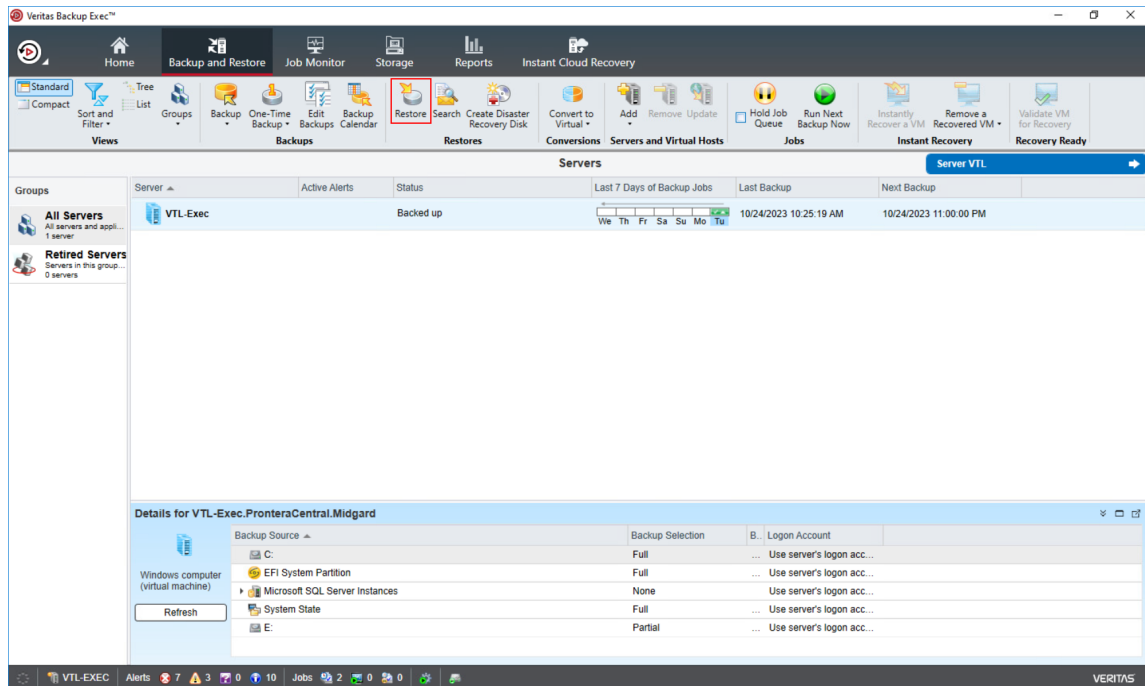 Veritas Backup Exec™
Home
Backup and Restore
Job Monitor
Storage
Reports
Instant Cloud Recovery
Standard
Compact
Sort and Filter
Tree
List
Groups
Backup
One-Time Backup
Edit Backups
Backup Calendar
Restore
Search
Create Disaster Recovery Disk
Convert to Virtual
Add
Remove
Update
Hold Job Queue
Run Next Backup Now
Instantly Recover a VM
Remove a Recovered VM
Validate VM for Recovery
Views
Backups
Restores
Conversions
Servers and Virtual Hosts
Jobs
Instant Recovery
Recovery Ready
Servers
Server VTL
Groups
All Servers
All servers and appli...
1 server
Retired Servers
Servers in this group...
0 servers
Server Active Alerts Status Last 7 Days of Backup Jobs Last Backup Next Backup
VTL-Exec Backed up We Th Fr Sa Su Mo Tu 10/24/2023 10:25:19 AM 10/24/2023 11:00:00 PM
Details for VTL-Exec.PronteraCentral.Midgard
Windows computer
(virtual machine)
Refresh
Backup Source Backup Selection B.. Logon Account
C: Full ... Use server's logon acc...
EFI System Partition Full ... Use server's logon acc...
Microsoft SQL Server Instances None Use server's logon acc...
System State Full ... Use server's logon acc...
E: Partial ... Use server's logon acc...
VTL-EXEC Alerts 7 3 0 10 Jobs 2 0 0 VERITAS